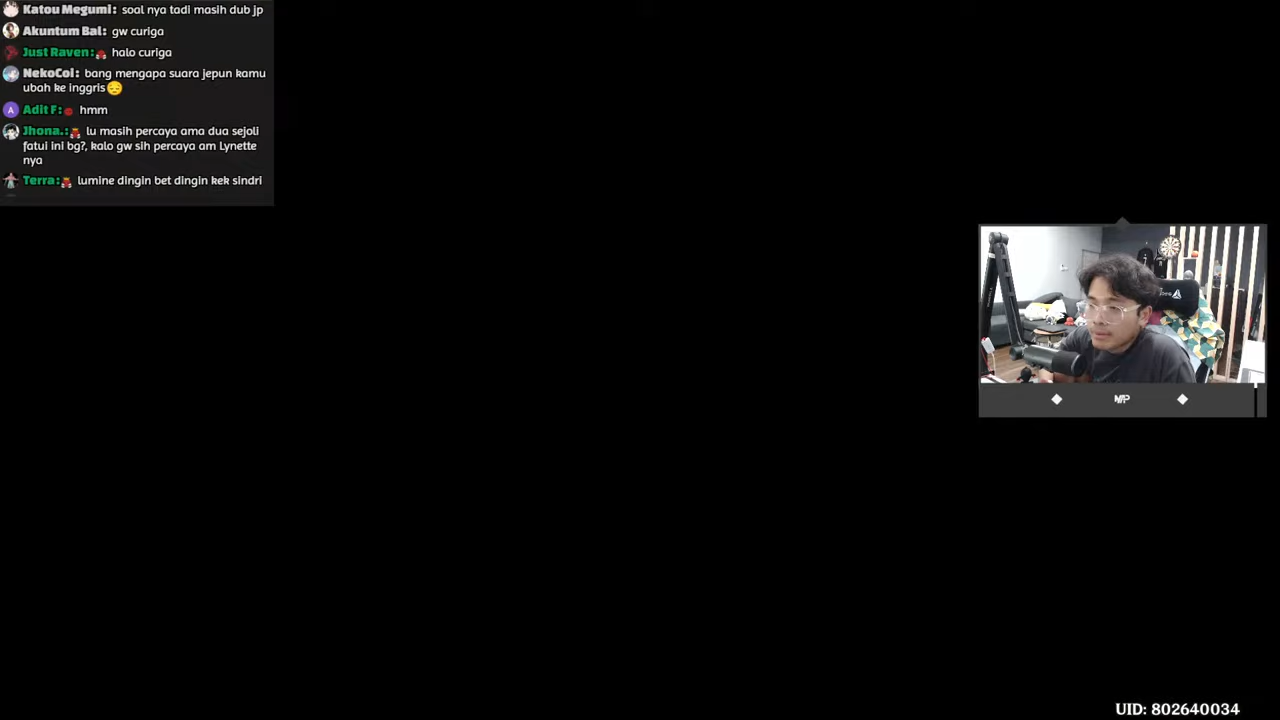 Katou Megumi: soal nya tadi masih dub jp
Akuntum Bal: gw curiga
Just Raven: halo curiga
NekoCoi: bang mengapa suara jepun kamu
ubah ke inggris😔
Adit F: hmm
Jhona.: lu masih percaya ama dua sejoli
fatui ini bg?, kalo gw sih percaya am Lynette
nya
Terra: lumine dingin bet dingin kek sindri
UID: 802640034